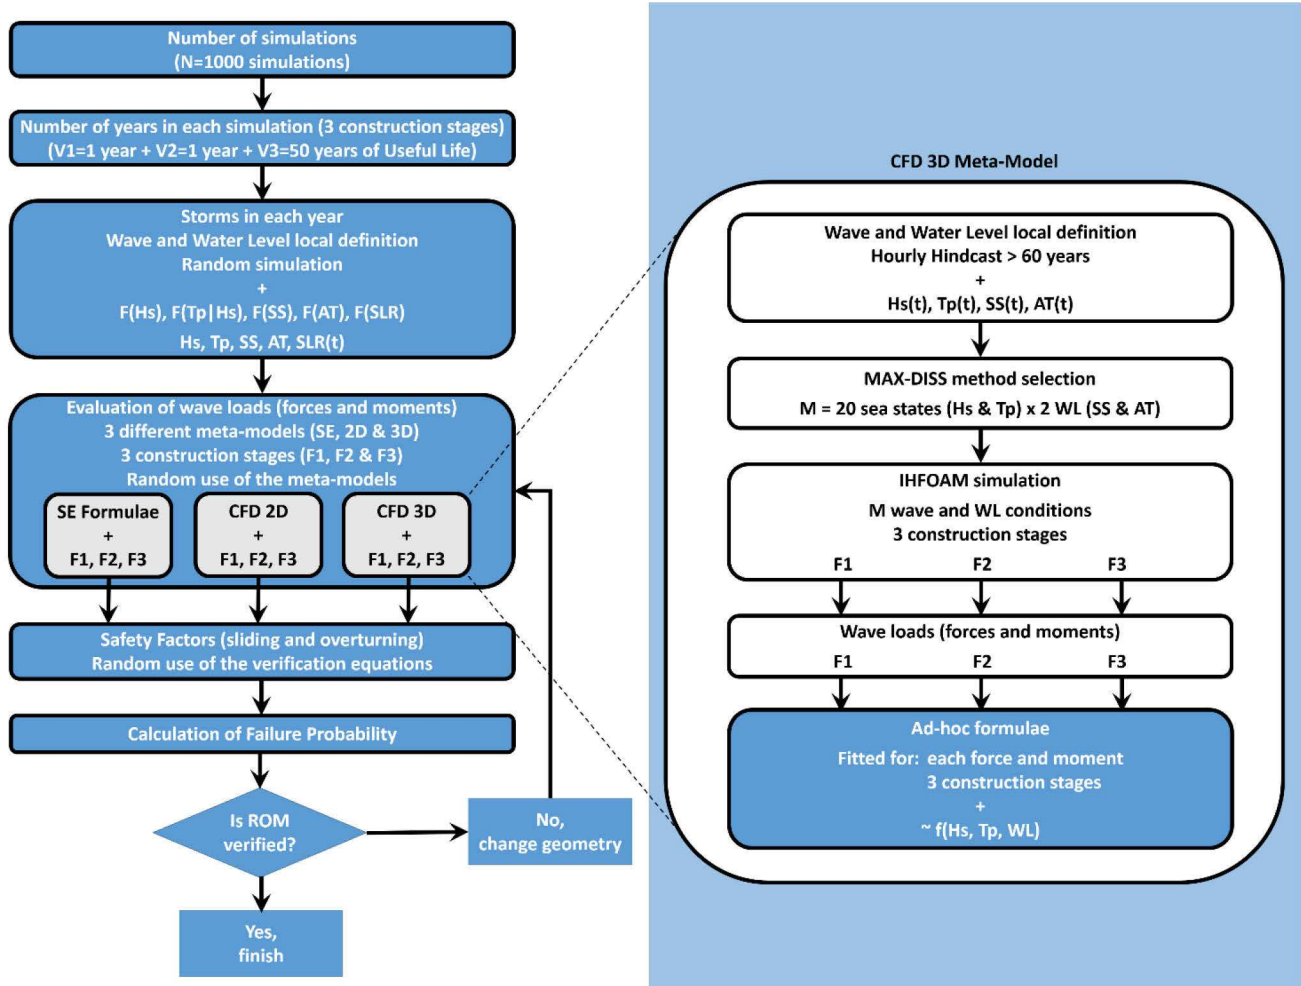 Number of simulations
(N=1000 simulations)
Number of years in each simulation (3 construction stages)
(V1=1 year + V2=1 year + V3=50 years of Useful Life)
Storms in each year
Wave and Water Level local definition
Random simulation
+
F(Hs), F(Tp|Hs), F(SS), F(AT), F(SLR)
Hs, Tp, SS, AT, SLR(t)
Evaluation of wave loads (forces and moments)
3 different meta-models (SE, 2D & 3D)
3 construction stages (F1, F2 & F3)
Random use of the meta-models
SE Formulae
+
F1, F2, F3
CFD 2D
+
F1, F2, F3
CFD 3D
+
F1, F2, F3
Safety Factors (sliding and overturning)
Random use of the verification equations
Calculation of Failure Probability
Is ROM
verified?
No,
change geometry
Yes,
finish
CFD 3D Meta-Model
Wave and Water Level local definition
Hourly Hindcast > 60 years
+
Hs(t), Tp(t), SS(t), AT(t)
MAX-DISS method selection
M = 20 sea states (Hs & Tp) x 2 WL (SS & AT)
IHFOAM simulation
M wave and WL conditions
3 construction stages
F1 F2 F3
Wave loads (forces and moments)
F1 F2 F3
Ad-hoc formulae
Fitted for: each force and moment
3 construction stages
+
~ f(Hs, Tp, WL)